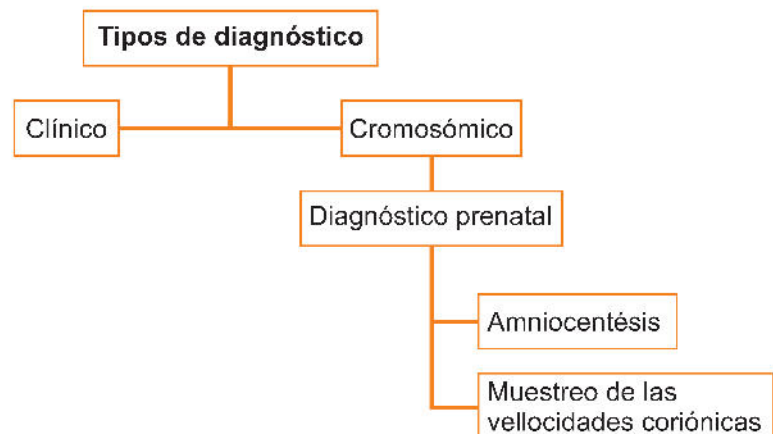 Tipos de diagnóstico
Clínico
Cromosómico
Diagnóstico prenatal
Amniocentésis
Muestreo de las
vellocidades coriónicas